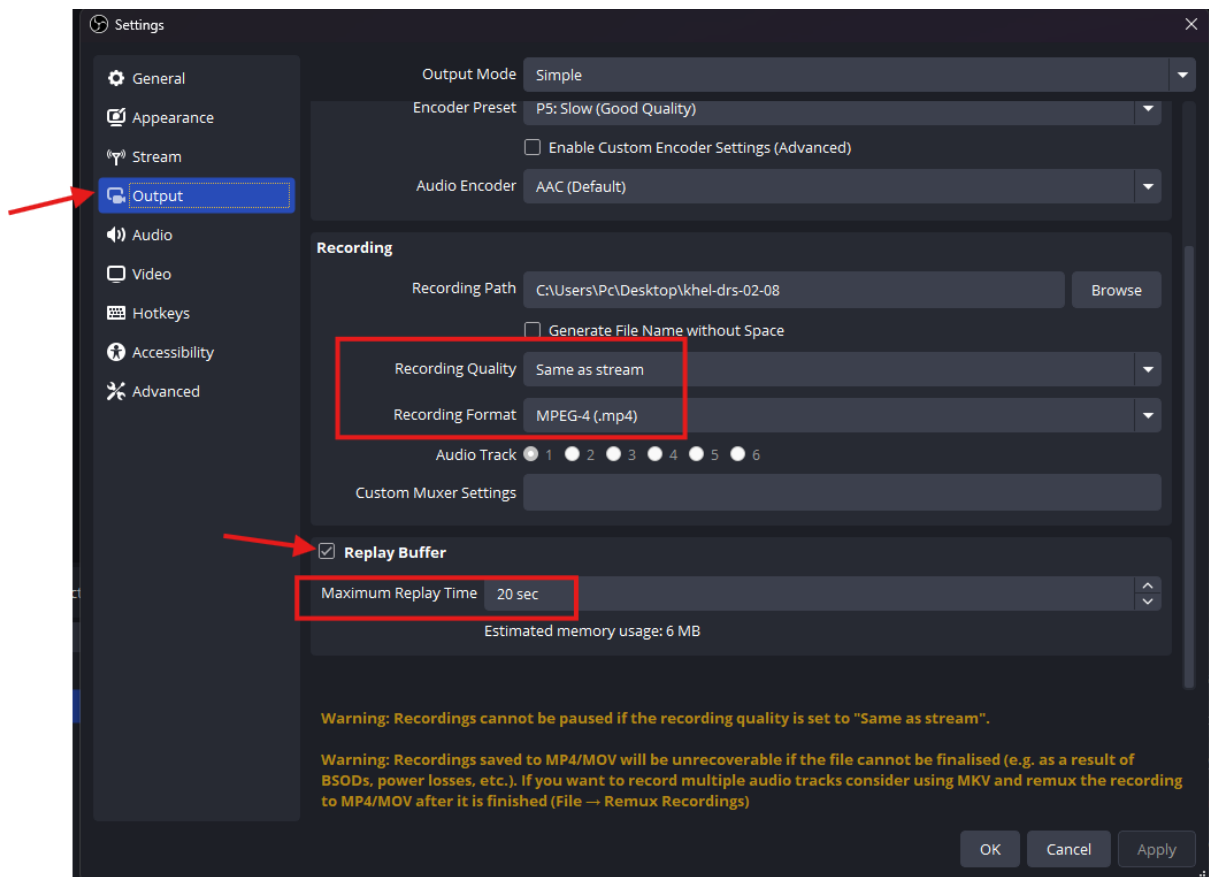 Settings
General
Appearance
Stream
Output
Audio
Video
Hotkeys
Accessibility
Advanced
Output Mode Simple
Encoder Preset P5: Slow (Good Quality)
Enable Custom Encoder Settings (Advanced)
Audio Encoder AAC (Default)
Recording
Recording Path C:\Users\Pc\Desktop\khel-drs-02-08 Browse
Generate File Name without Space
Recording Quality Same as stream
Recording Format MPEG-4 (.mp4)
Audio Track 1 2 3 4 5 6
Custom Muxer Settings
Replay Buffer
Maximum Replay Time 20 sec
Estimated memory usage: 6 MB
Warning: Recordings cannot be paused if the recording quality is set to "Same as stream".
Warning: Recordings saved to MP4/MOV will be unrecoverable if the file cannot be finalised (e.g. as a result of
BSODs, power losses, etc.). If you want to record multiple audio tracks consider using MKV and remux the recording
to MP4/MOV after it is finished (File → Remux Recordings)
OK Cancel Apply